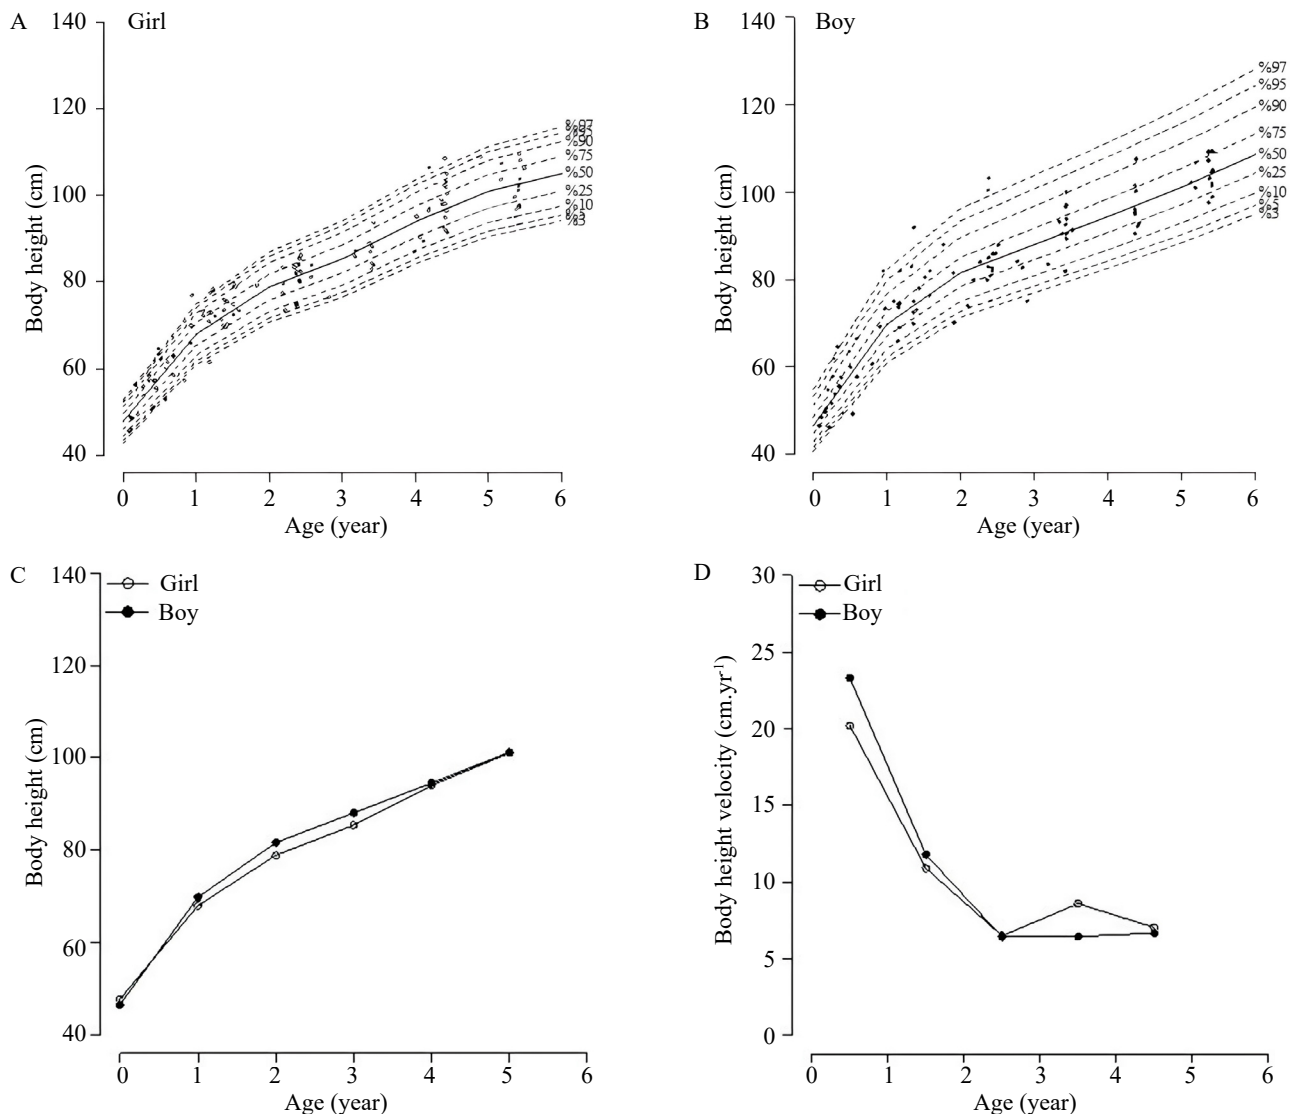 A
Girl
140
120
100
80
60
40
Body height (cm)
%97
%95
%90
%75
%50
%25
%10
%5
%3
0 1 2 3 4 5 6
Age (year)
B
Boy
140
120
100
80
60
40
Body height (cm)
%97
%95
%90
%75
%50
%25
%10
%5
%3
0 1 2 3 4 5 6
Age (year)
C
Girl
Boy
140
120
100
80
60
40
Body height (cm)
0 1 2 3 4 5 6
Age (year)
D
Girl
Boy
30
25
20
15
10
5
0
Body height velocity (cm.yr⁻¹)
0 1 2 3 4 5 6
Age (year)